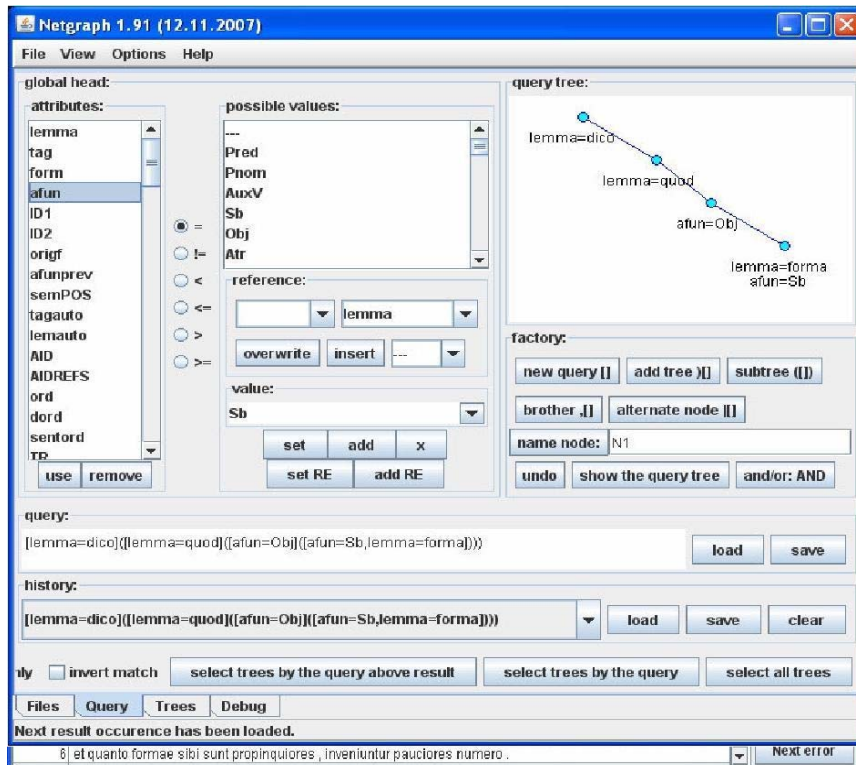 Netgraph 1.91 (12.11.2007)
File View Options Help
global head:
attributes:
lemma
tag
form
afun
ID1
ID2
origf
afunprev
semPOS
tagauto
lemauto
AID
AIDREFS
ord
dord
sentord
TR
use remove
=
!=
<
<=
>
>=
possible values:
---
Pred
Pnom
AuxV
Sb
Obj
Atr
reference:
lemma
overwrite insert ---
value:
Sb
set add x
set RE add RE
query tree:
lemma=dico
lemma=quod
afun=Obj
lemma=forma
afun=Sb
factory:
new query [] add tree )[] subtree ([])
brother ,[] alternate node |[]
name node: N1
undo show the query tree and/or: AND
query:
[lemma=dico]([lemma=quod]([afun=Obj]([afun=Sb,lemma=forma])))
load save
history:
[lemma=dico]([lemma=quod]([afun=Obj]([afun=Sb,lemma=forma])))
load save clear
nly invert match select trees by the query above result select trees by the query select all trees
Files Query Trees Debug
Next result occurence has been loaded.
6 et quanto formae sibi sunt propinquiores , inveniuntur pauciores numero . Next error